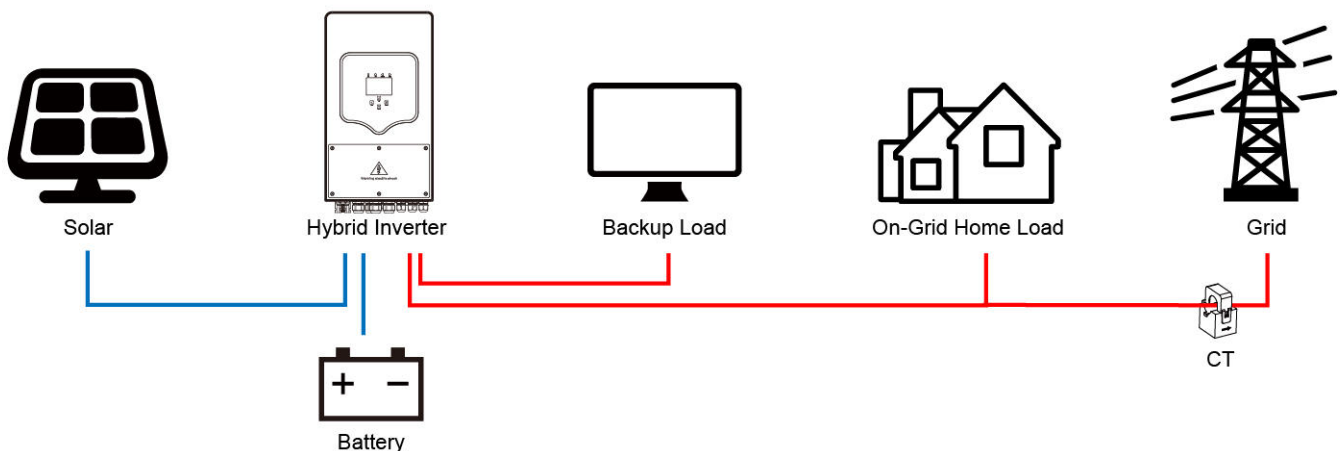 Solar
Hybrid Inverter
Backup Load
On-Grid Home Load
Grid
CT
+ −
Battery